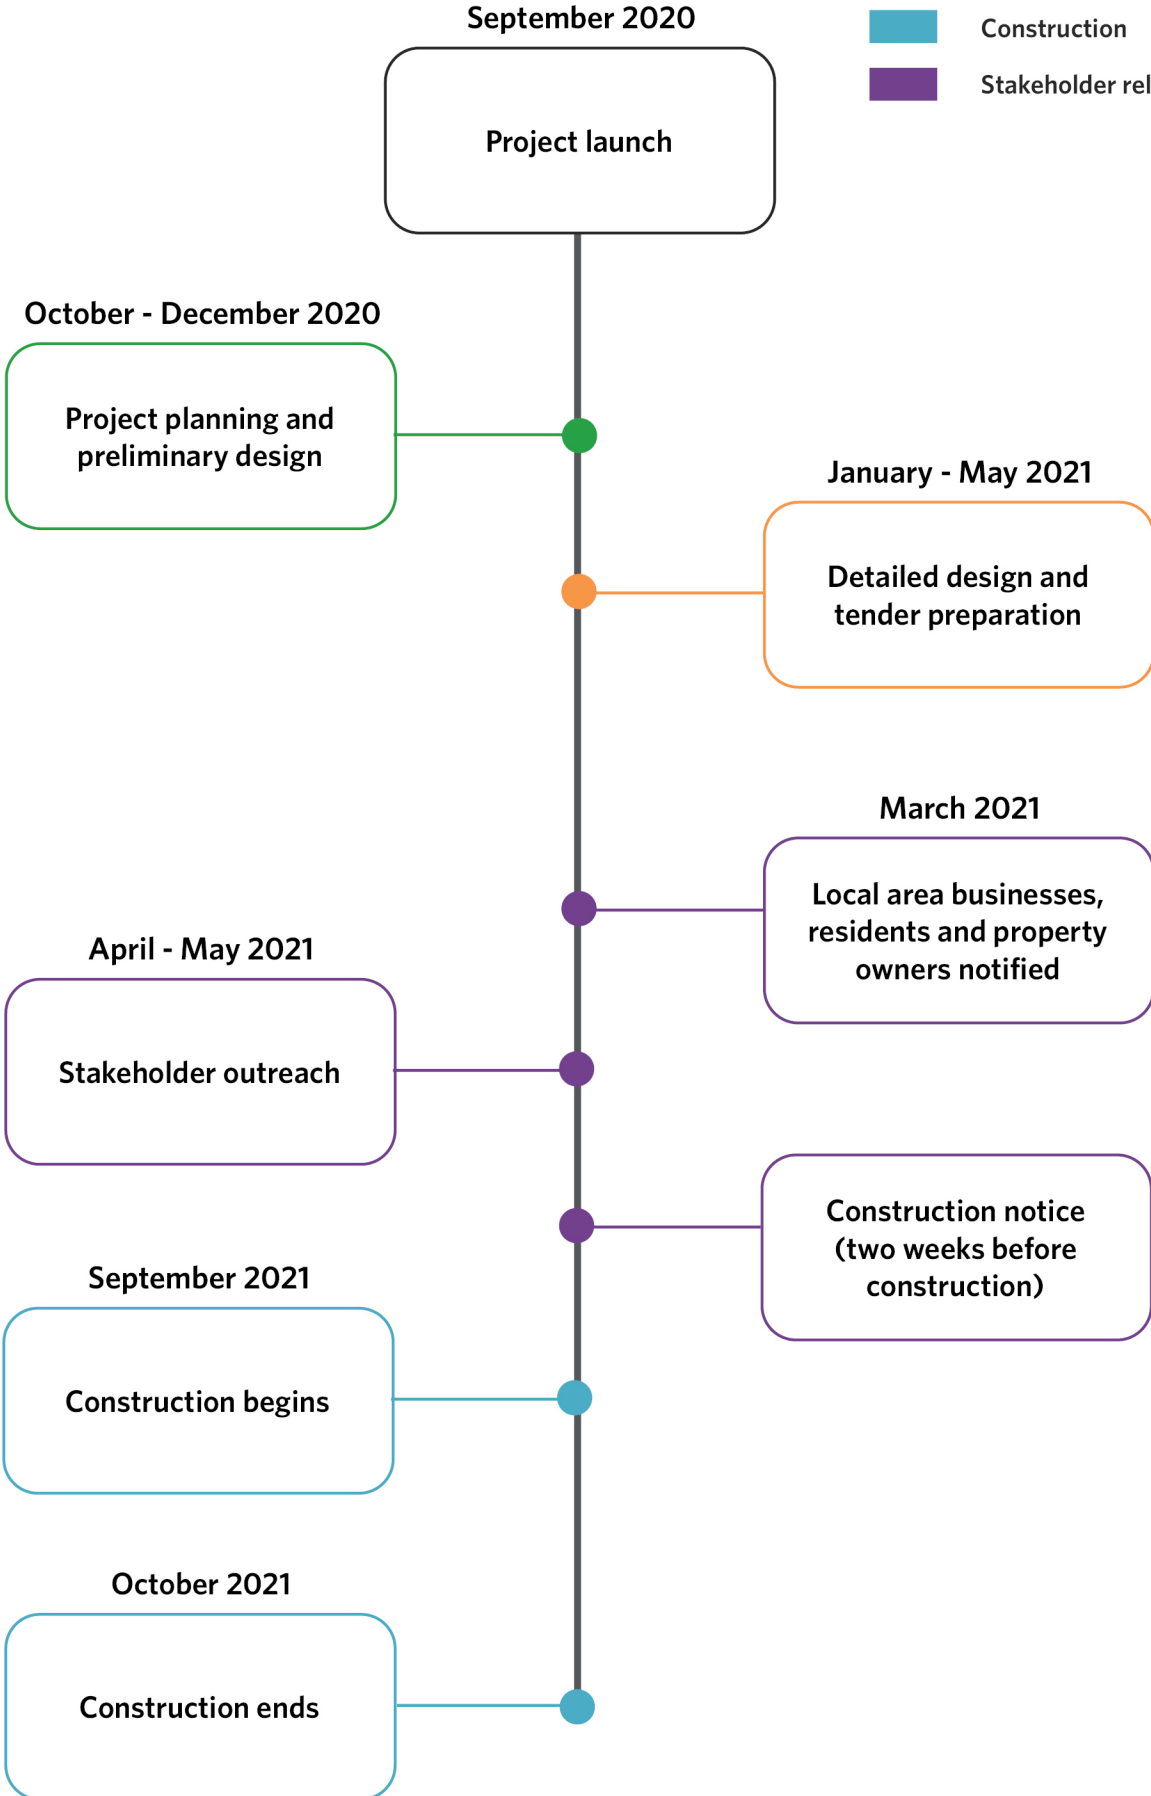 September 2020
Project launch
Construction
Stakeholder
October - December 2020
Project planning and
preliminary design
January - May 2021
Detailed design and
tender preparation
March 2021
Local area businesses,
residents and property
owners notified
April - May 2021
Stakeholder outreach
Construction notice
(two weeks before
construction)
September 2021
Construction begins
October 2021
Construction ends